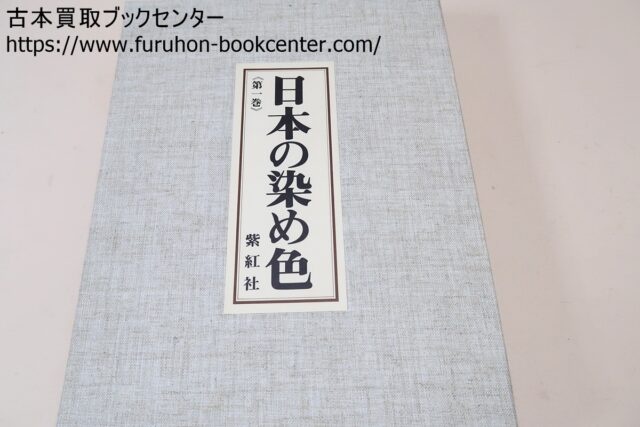 古本買取ブックセンター
https://www.furuhon-bookcenter.com/
日本の染め色
《第一巻》
紫紅社